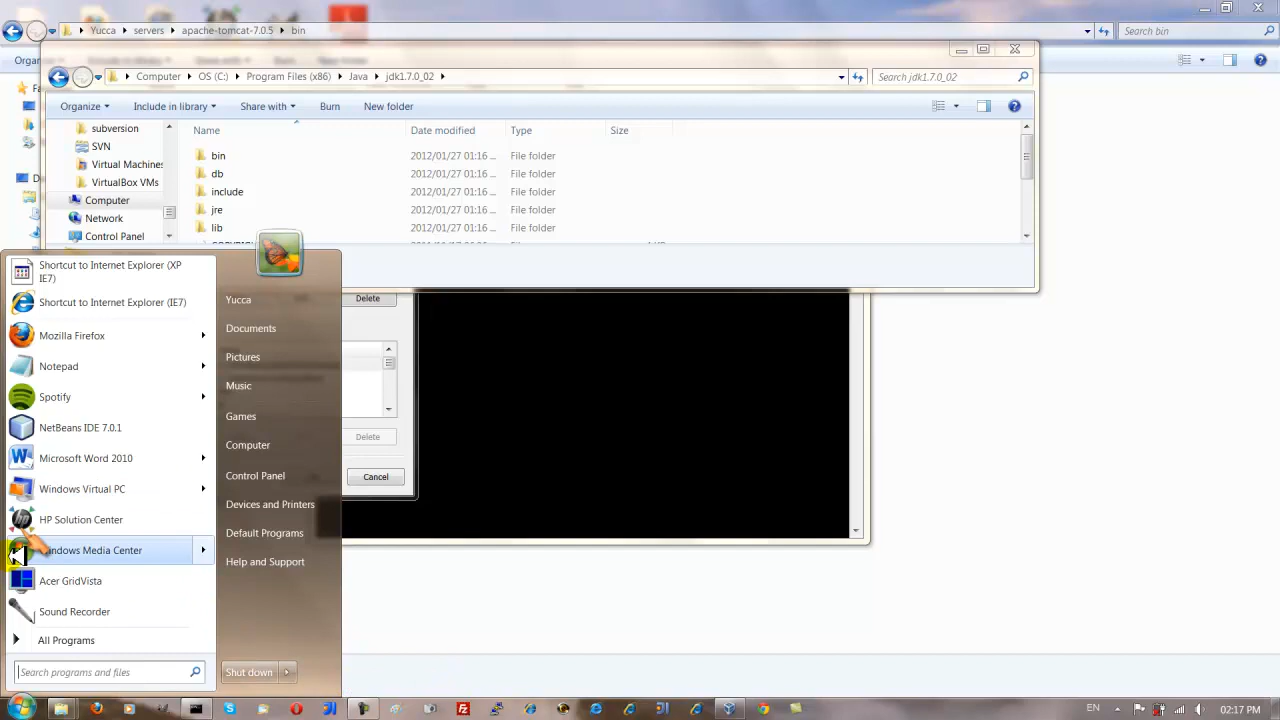 Yucca servers apache-tomcat-7.0.5 bin
Search bin
Computer OS (C:) Program Files (x86) Java jdk1.7.0_02
Search jdk1.7.0_02
Organize Include in library Share with Burn New folder
subversion
SVN
Virtual Machines
VirtualBox VMs
Computer
Network
Control Panel
Name Date modified Type Size
bin 2012/01/27 01:16 ... File folder
db 2012/01/27 01:16 ... File folder
include 2012/01/27 01:16 ... File folder
jre 2012/01/27 01:16 ... File folder
lib 2012/01/27 01:16 ... File folder
Delete
Delete
Cancel
Shortcut to Internet Explorer (XP
IE7)
Shortcut to Internet Explorer (IE7)
Mozilla Firefox
Notepad
Spotify
NetBeans IDE 7.0.1
Microsoft Word 2010
Windows Virtual PC
HP Solution Center
Windows Media Center
Acer GridVista
Sound Recorder
All Programs
Search programs and files
Yucca
Documents
Pictures
Music
Games
Computer
Control Panel
Devices and Printers
Default Programs
Help and Support
Shut down
EN 02:17 PM